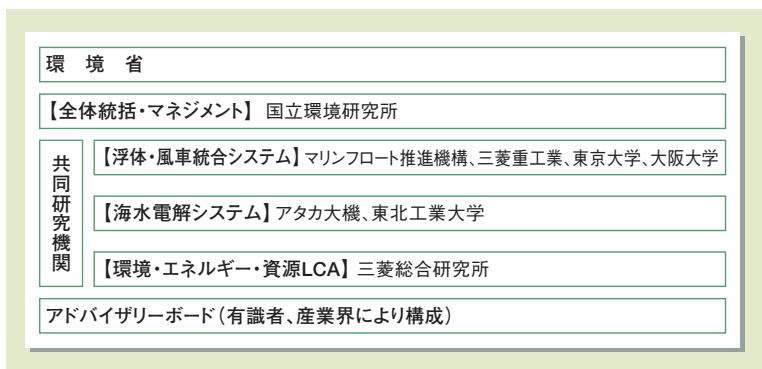 環 境 省
【全体統括・マネジメント】 国立環境研究所
共同研究機関
【浮体・風車統合システム】マリンフロート推進機構、三菱重工業、東京大学、大阪大学
【海水電解システム】アタカ大機、東北工業大学
【環境・エネルギー・資源LCA】 三菱総合研究所
アドバイザリーボード（有識者、産業界により構成）